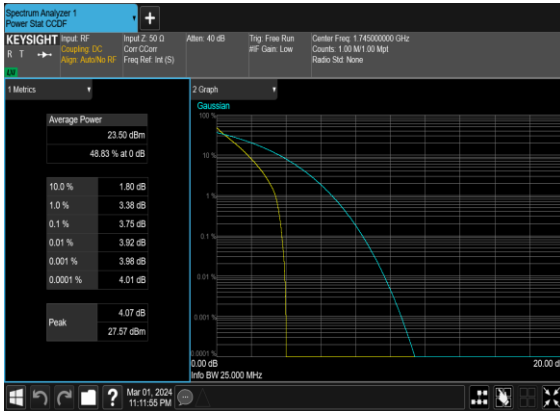 Spectrum Analyzer 1
Power Stat CCDF
KEYSIGHT
R T
LV
Input: RF
Coupling: DC
Align: Auto/No RF
Input Z: 50 Ω
Corr CCorr
Freq Ref: Int (S)
Atten: 40 dB
Trig: Free Run
#IF Gain: Low
Center Freq: 1.745000000 GHz
Counts: 1.00 M/1.00 Mpt
Radio Std: None
1 Metrics
Average Power
23.50 dBm
48.83 % at 0 dB
10.0 % 1.80 dB
1.0 % 3.38 dB
0.1 % 3.75 dB
0.01 % 3.92 dB
0.001 % 3.98 dB
0.0001 % 4.01 dB
Peak
4.07 dB
27.57 dBm
2 Graph
Gaussian
100 %
10 %
1 %
0.1 %
0.01 %
0.001 %
0.0001 %
0.00 dB
20.00 d
Info BW 25.000 MHz
?
Mar 01, 2024
11:11:55 PM